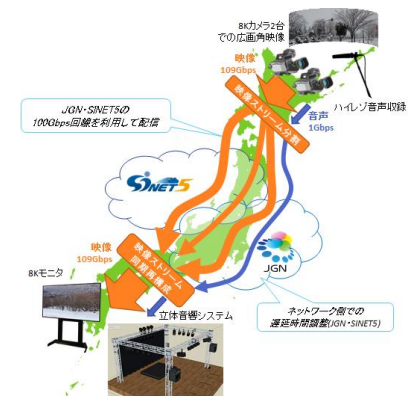 8Kカメラ2台
での広画角映像
映像
109Gbps
映像ストリーム分割
ハイレゾ音声収録
音声
1Gbps
JGN・SINET5の
100Gbps回線を利用して配信
SINET5
JGN
映像
109Gbps
映像ストリーム
同期再構成
8Kモニタ
立体音響システム
ネットワーク側での
遅延時間調整(JGN・SINET5)